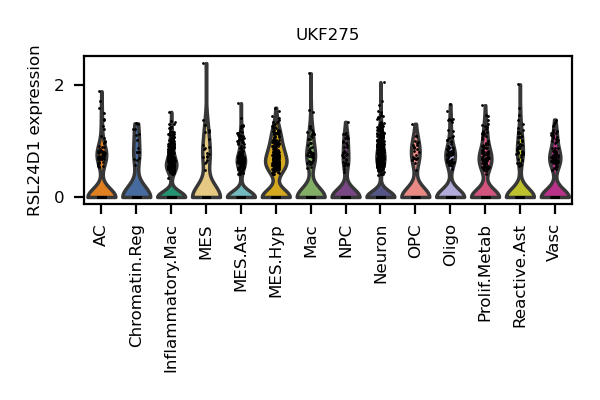 UKF275
RSL24D1 expression
2
0
AC
Chromatin.Reg
Inflammatory.Mac
MES
MES.Ast
MES.Hyp
Mac
NPC
Neuron
OPC
Oligo
Prolif.Metab
Reactive.Ast
Vasc